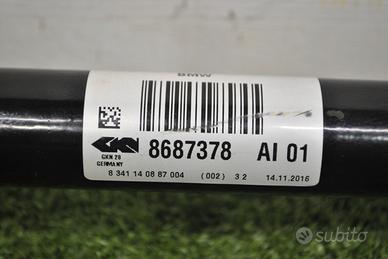 BMW
GKN
8687378 AI 01
GKN 28
GERMANY
8 341 14 08 87 004 (002) 3 2 14.11.2016
subito